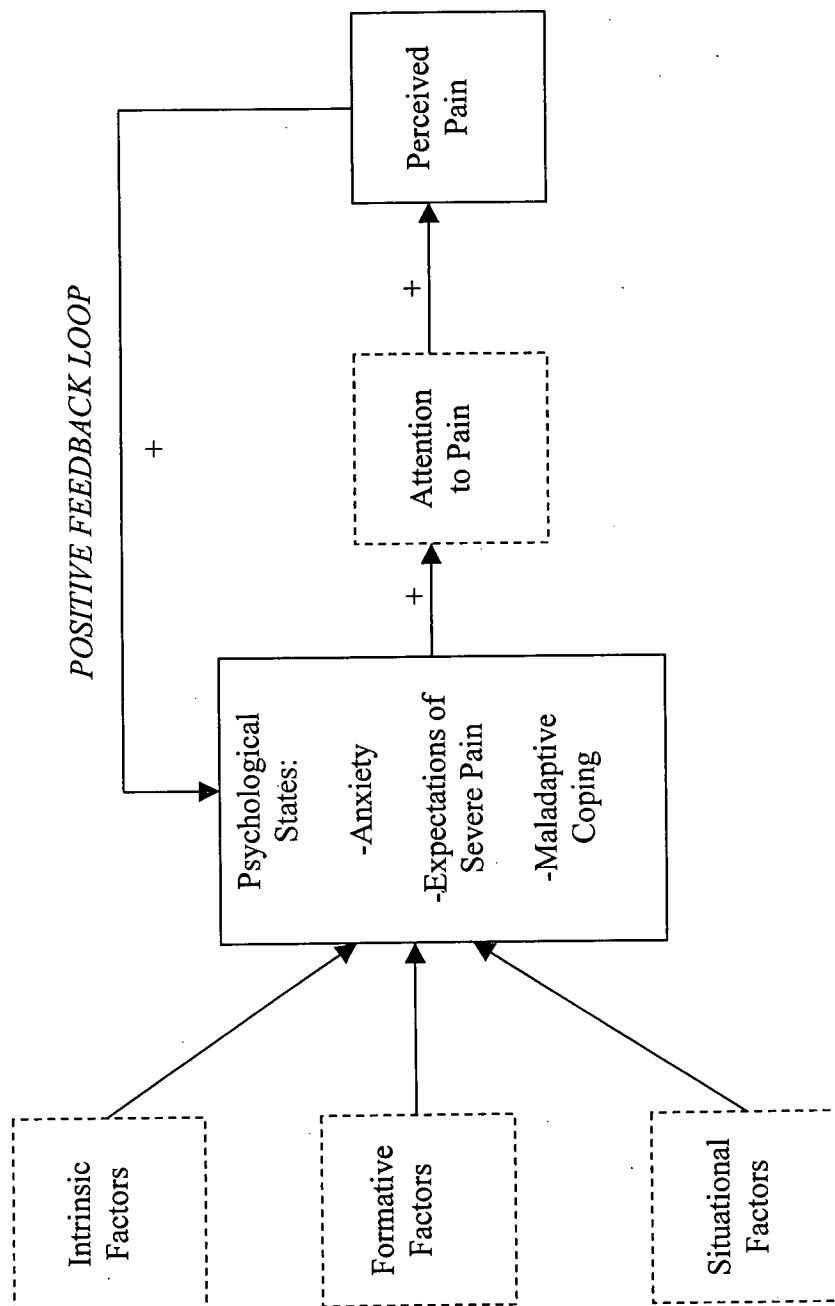 POSITIVE FEEDBACK LOOP
+
Intrinsic
Factors
Formative
Factors
Situational
Factors
Psychological
States:
-Anxiety
-Expectations of
Severe Pain
-Maladaptive
Coping
+
Attention
to Pain
+
Perceived
Pain